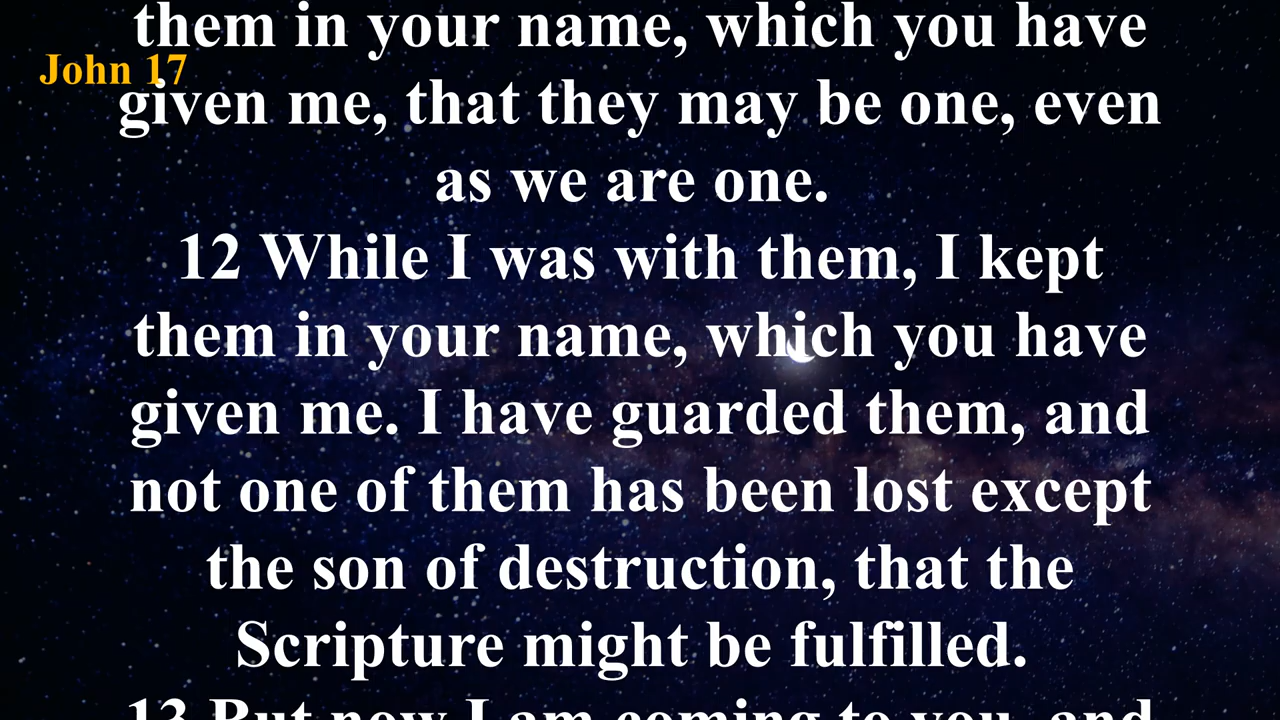 them in your name, which you have
John 17
given me, that they may be one, even
as we are one.
12 While I was with them, I kept
them in your name, which you have
given me. I have guarded them, and
not one of them has been lost except
the son of destruction, that the
Scripture might be fulfilled.
13 But now I am coming to you, and